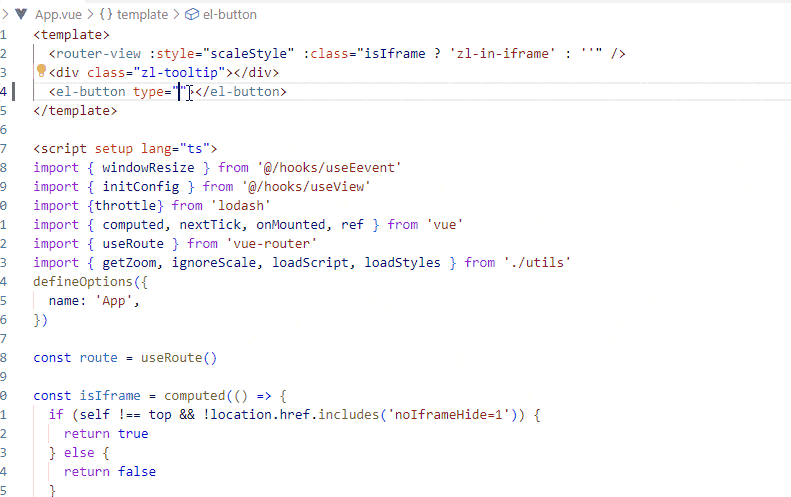 App.vue > {} template > el-button
1 <template>
2 <router-view :style="scaleStyle" :class="isIframe ? 'zl-in-iframe' : ''" />
3 <div class="zl-tooltip"></div>
4 <el-button type=""></el-button>
5 </template>
6
7 <script setup lang="ts">
8 import { windowResize } from '@/hooks/useEevent'
9 import { initConfig } from '@/hooks/useView'
0 import {throttle} from 'lodash'
1 import { computed, nextTick, onMounted, ref } from 'vue'
2 import { useRoute } from 'vue-router'
3 import { getZoom, ignoreScale, loadScript, loadStyles } from './utils'
4 defineOptions({
5 name: 'App',
6 })
7
8 const route = useRoute()
9
0 const isIframe = computed(() => {
1 if (self !== top && !location.href.includes('noIframeHide=1')) {
2 return true
3 } else {
4 return false
5 }